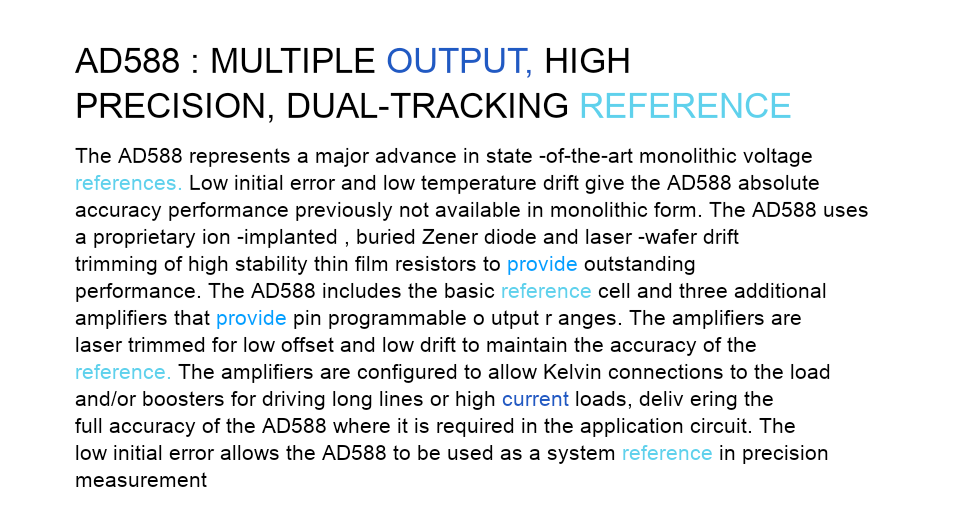 AD588 : MULTIPLE OUTPUT, HIGH
PRECISION, DUAL-TRACKING REFERENCE
The AD588 represents a major advance in state -of-the-art monolithic voltage
references. Low initial error and low temperature drift give the AD588 absolute
accuracy performance previously not available in monolithic form. The AD588 uses
a proprietary ion -implanted , buried Zener diode and laser -wafer drift
trimming of high stability thin film resistors to provide outstanding
performance. The AD588 includes the basic reference cell and three additional
amplifiers that provide pin programmable o utput r anges. The amplifiers are
laser trimmed for low offset and low drift to maintain the accuracy of the
reference. The amplifiers are configured to allow Kelvin connections to the load
and/or boosters for driving long lines or high current loads, deliv ering the
full accuracy of the AD588 where it is required in the application circuit. The
low initial error allows the AD588 to be used as a system reference in precision
measurement